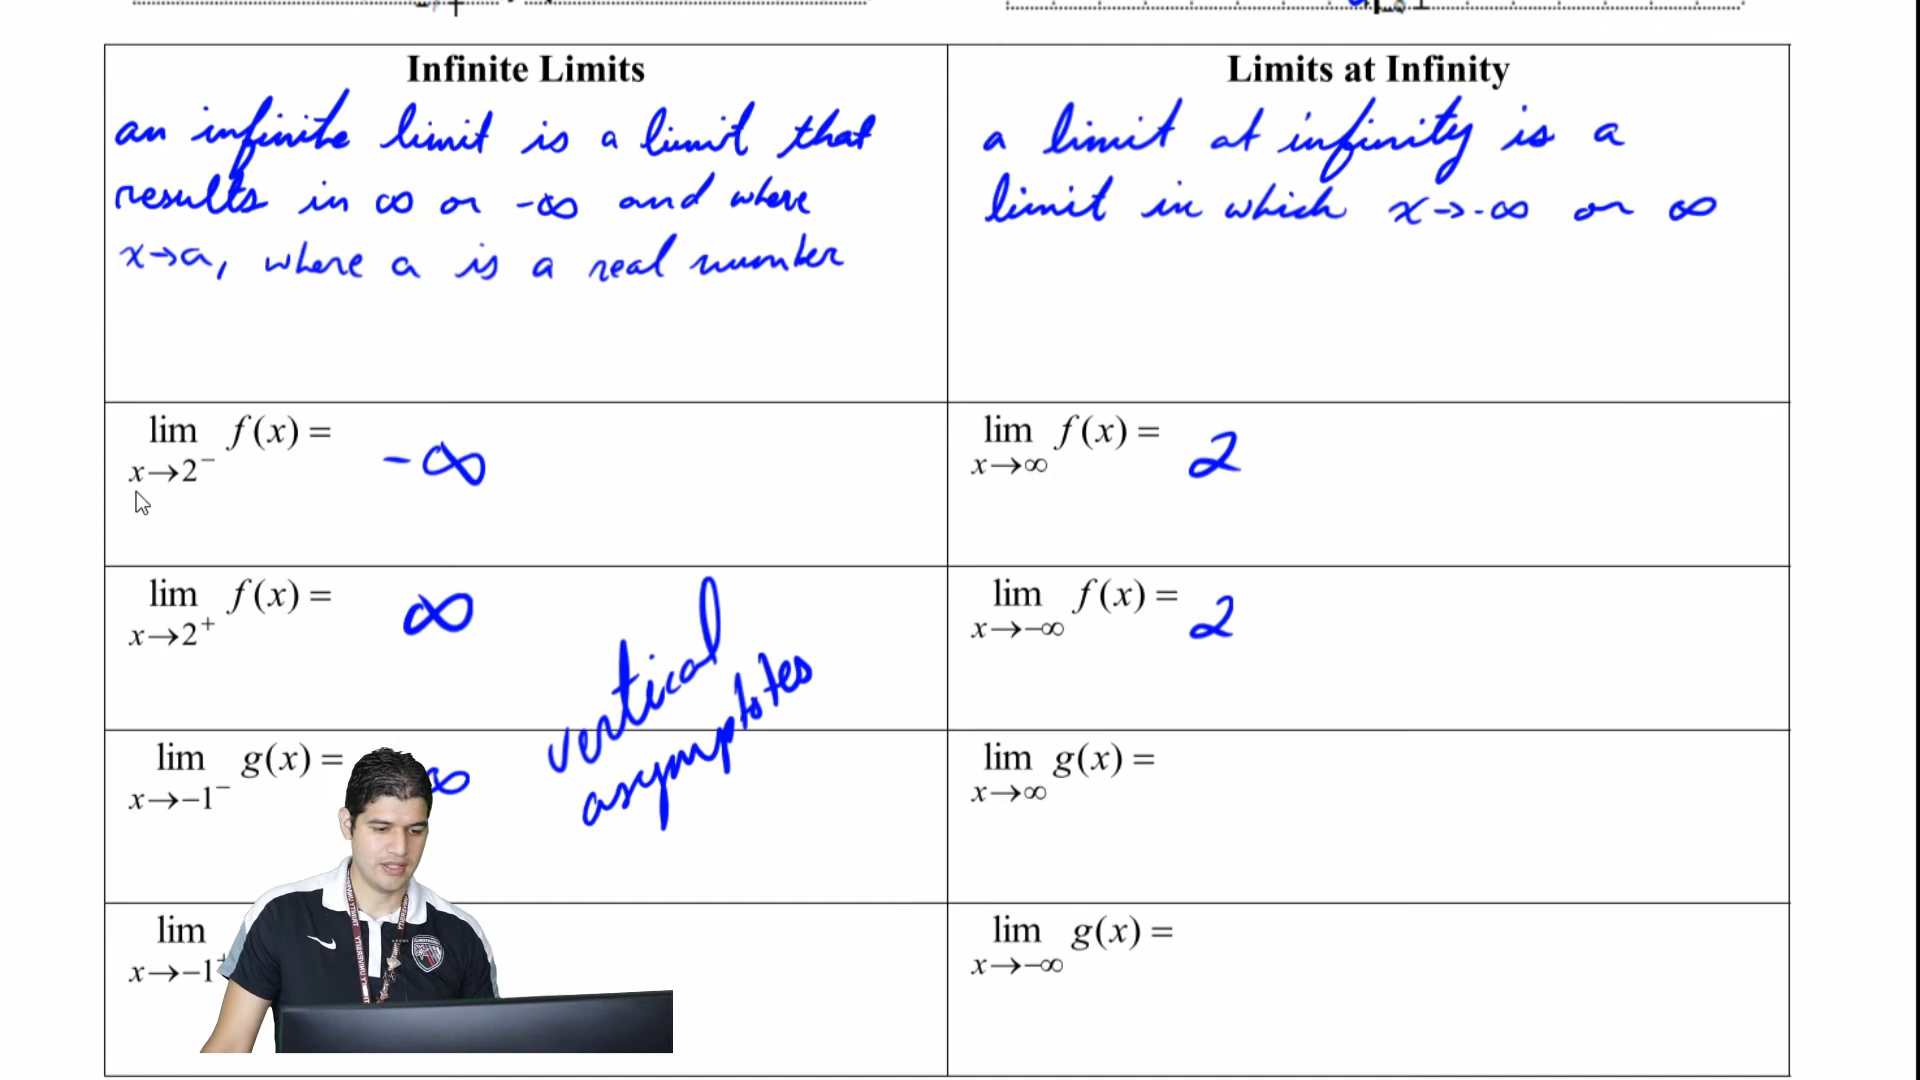 Infinite Limits
an infinite limit is a limit that
results in ∞ or -∞ and where
x→a, where a is a real number
Limits at Infinity
a limit at infinity is a
limit in which x→-∞ or ∞
lim f(x) = -∞
x→2⁻
lim f(x) = 2
x→∞
lim f(x) = ∞
x→2⁺
lim f(x) = 2
x→-∞
vertical
asymptotes
lim g(x) = ∞
x→-1⁻
lim g(x) =
x→∞
lim
x→-1⁺
lim g(x) =
x→-∞